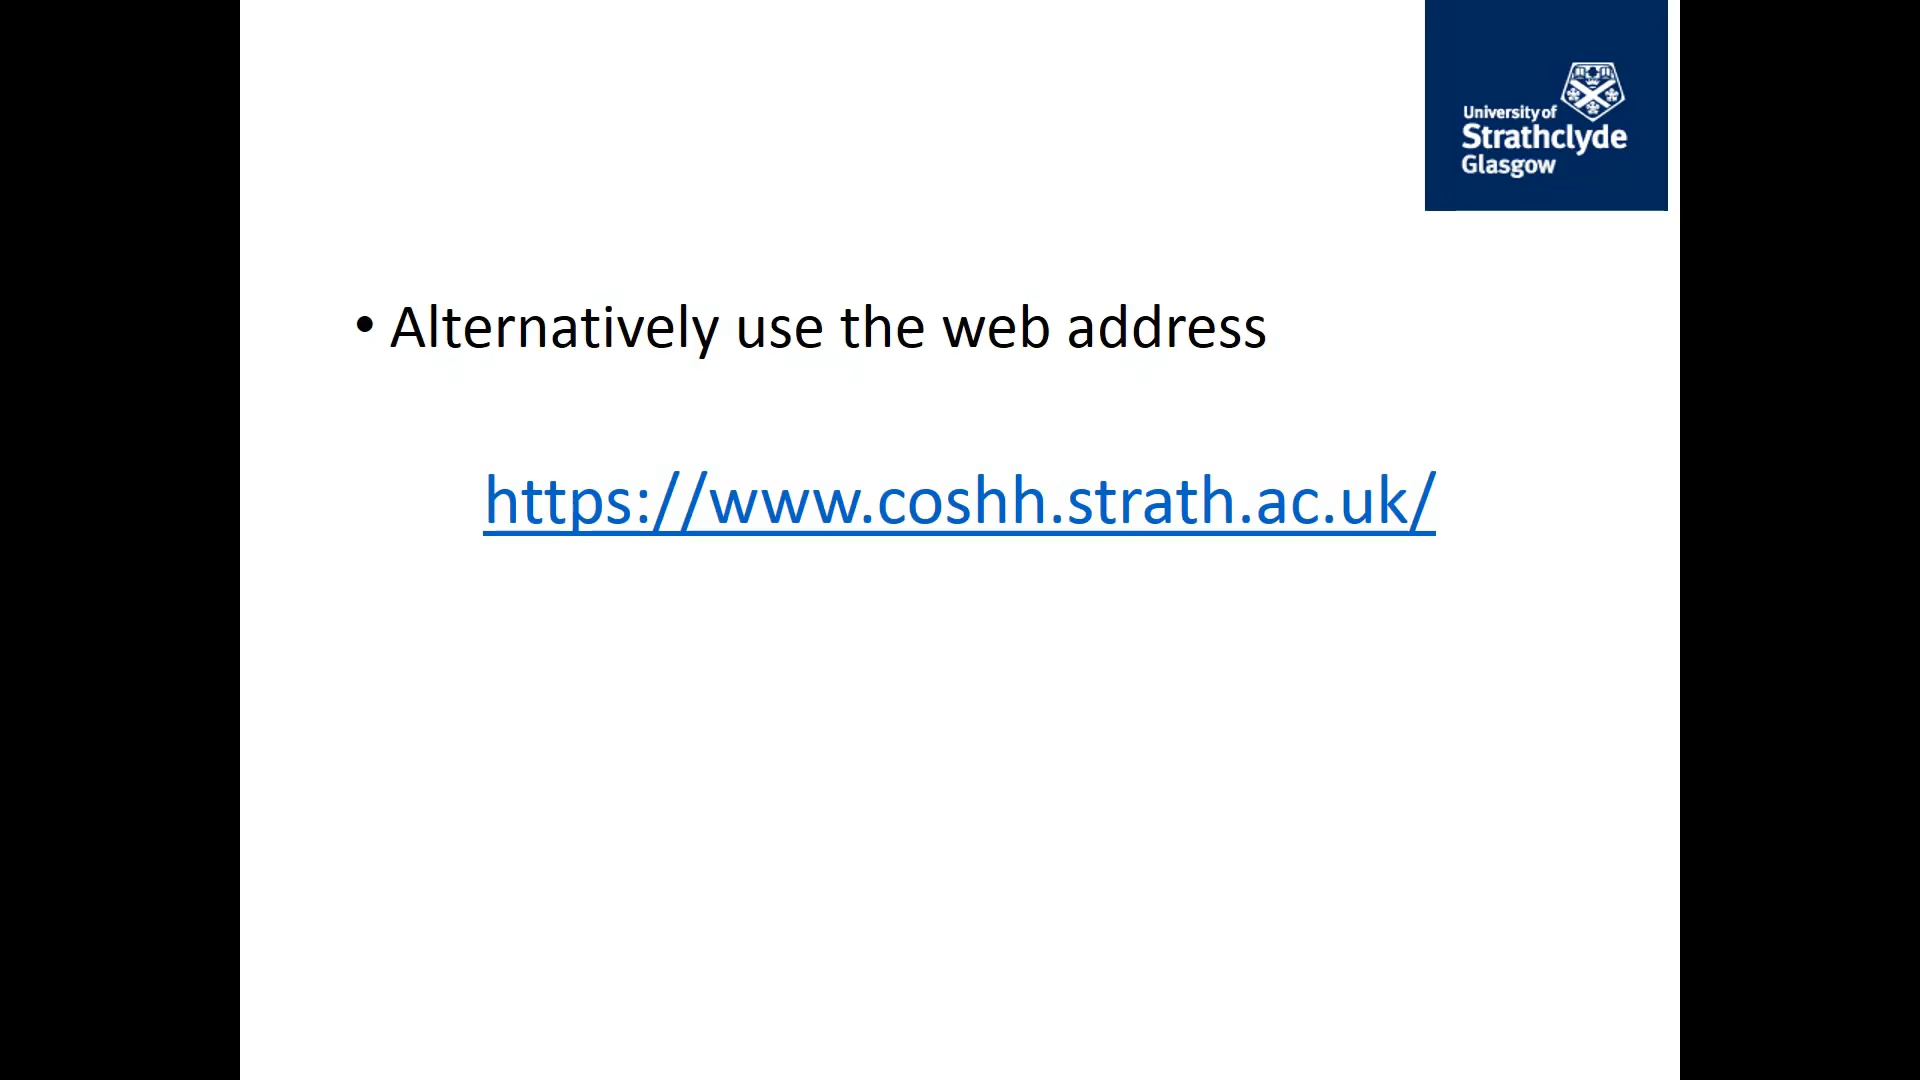 University of
Strathclyde
Glasgow
• Alternatively use the web address
https://www.coshh.strath.ac.uk/